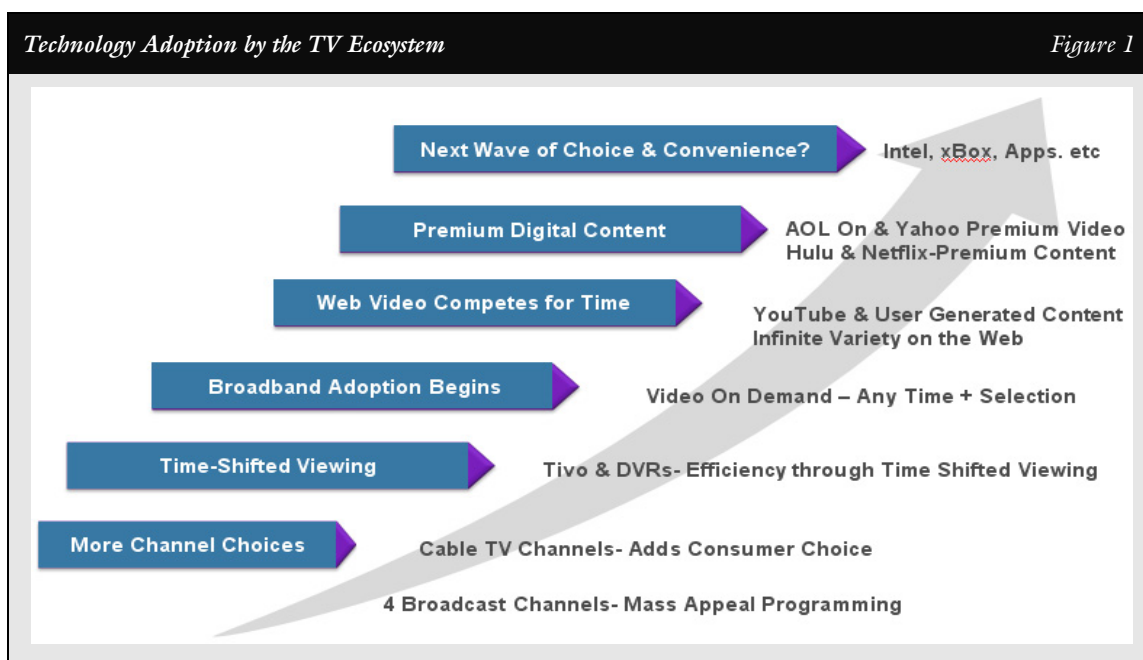 Technology Adoption by the TV Ecosystem
Figure 1
Next Wave of Choice & Convenience?
Intel, xBox, Apps. etc
Premium Digital Content
AOL On & Yahoo Premium Video
Hulu & Netflix-Premium Content
Web Video Competes for Time
YouTube & User Generated Content
Infinite Variety on the Web
Broadband Adoption Begins
Video On Demand – Any Time + Selection
Time-Shifted Viewing
Tivo & DVRs- Efficiency through Time Shifted Viewing
More Channel Choices
Cable TV Channels- Adds Consumer Choice
4 Broadcast Channels- Mass Appeal Programming